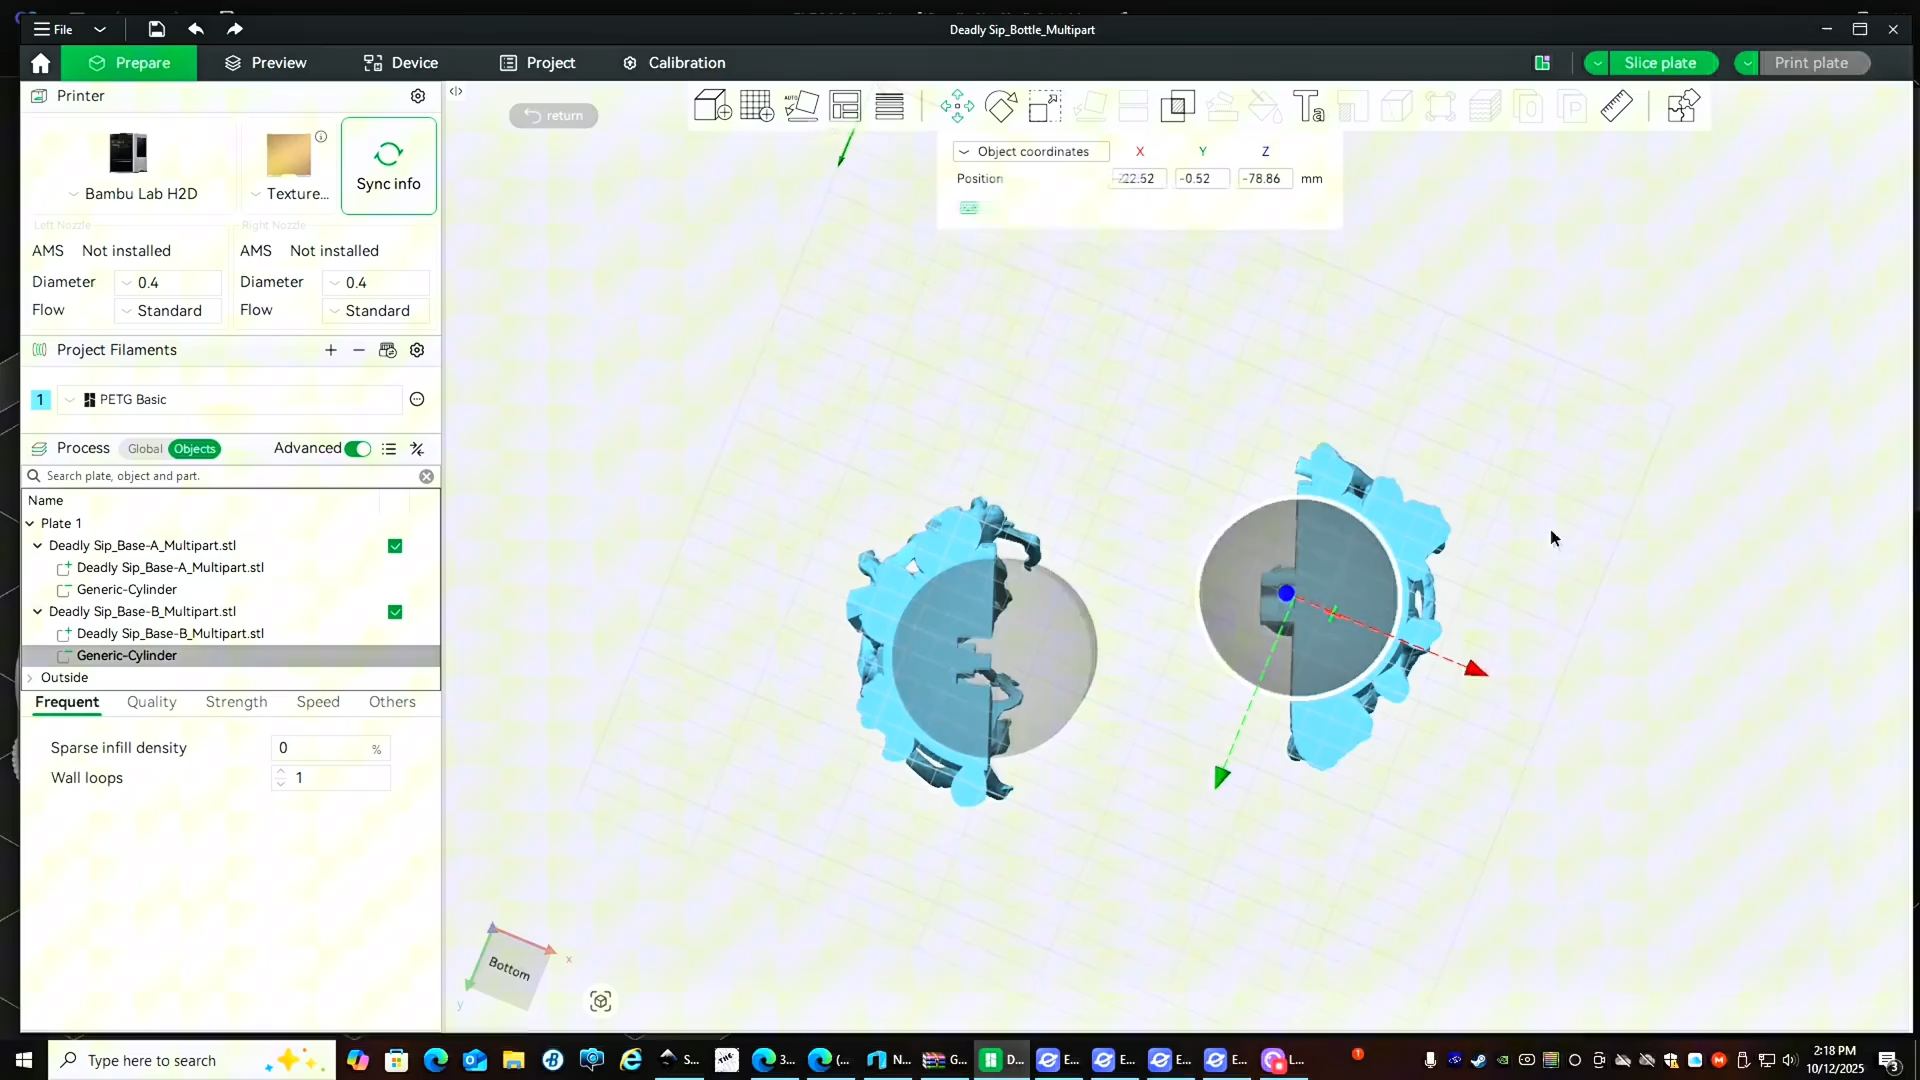 File
Deadly Sip_Bottle_Multipart
Prepare
Preview
Device
Project
Calibration
Slice plate
Print plate
Printer
return
Bambu Lab H2D
Texture...
Sync info
Object coordinates X Y Z
Position -22.52 -0.52 -78.86 mm
Left Nozzle
Right Nozzle
AMS Not installed
AMS Not installed
Diameter 0.4
Diameter 0.4
Flow Standard
Flow Standard
Project Filaments
1 PETG Basic
Process Global Objects Advanced
Search plate, object and part.
Name
Plate 1
Deadly Sip_Base-A_Multipart.stl
Deadly Sip_Base-A_Multipart.stl
Generic-Cylinder
Deadly Sip_Base-B_Multipart.stl
Deadly Sip_Base-B_Multipart.stl
Generic-Cylinder
Outside
Frequent Quality Strength Speed Others
Sparse infill density 0 %
Wall loops 1
Bottom
x
y
Type here to search
S...
3...
(...
N...
G...
D...
E...
E...
E...
E...
L...
2:18 PM
10/12/2025
3